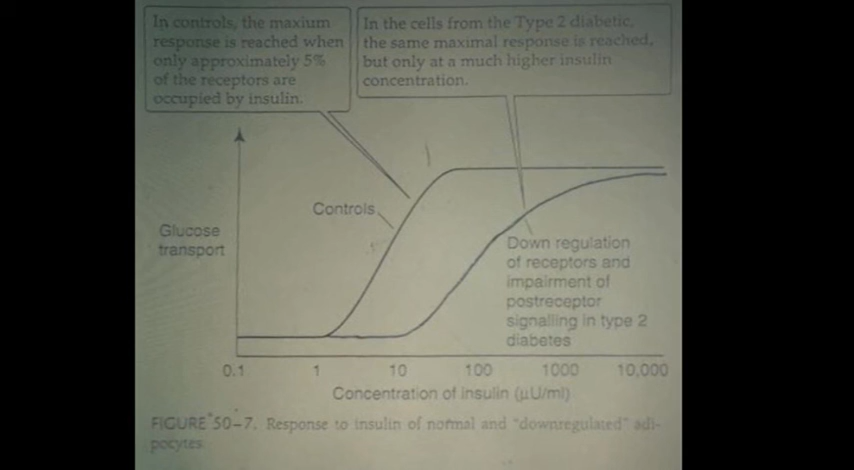 In controls, the maxium
response is reached when
only approximately 5%
of the receptors are
occupied by insulin.
In the cells from the Type 2 diabetic,
the same maximal response is reached,
but only at a much higher insulin
concentration.
Controls
Glucose
transport
Down regulation
of receptors and
impairment of
postreceptor
signalling in type 2
diabetes
0.1 1 10 100 1000 10,000
Concentration of insulin (µU/ml)
FIGURE 50–7. Response to insulin of normal and "downregulated" adi-
pocytes.